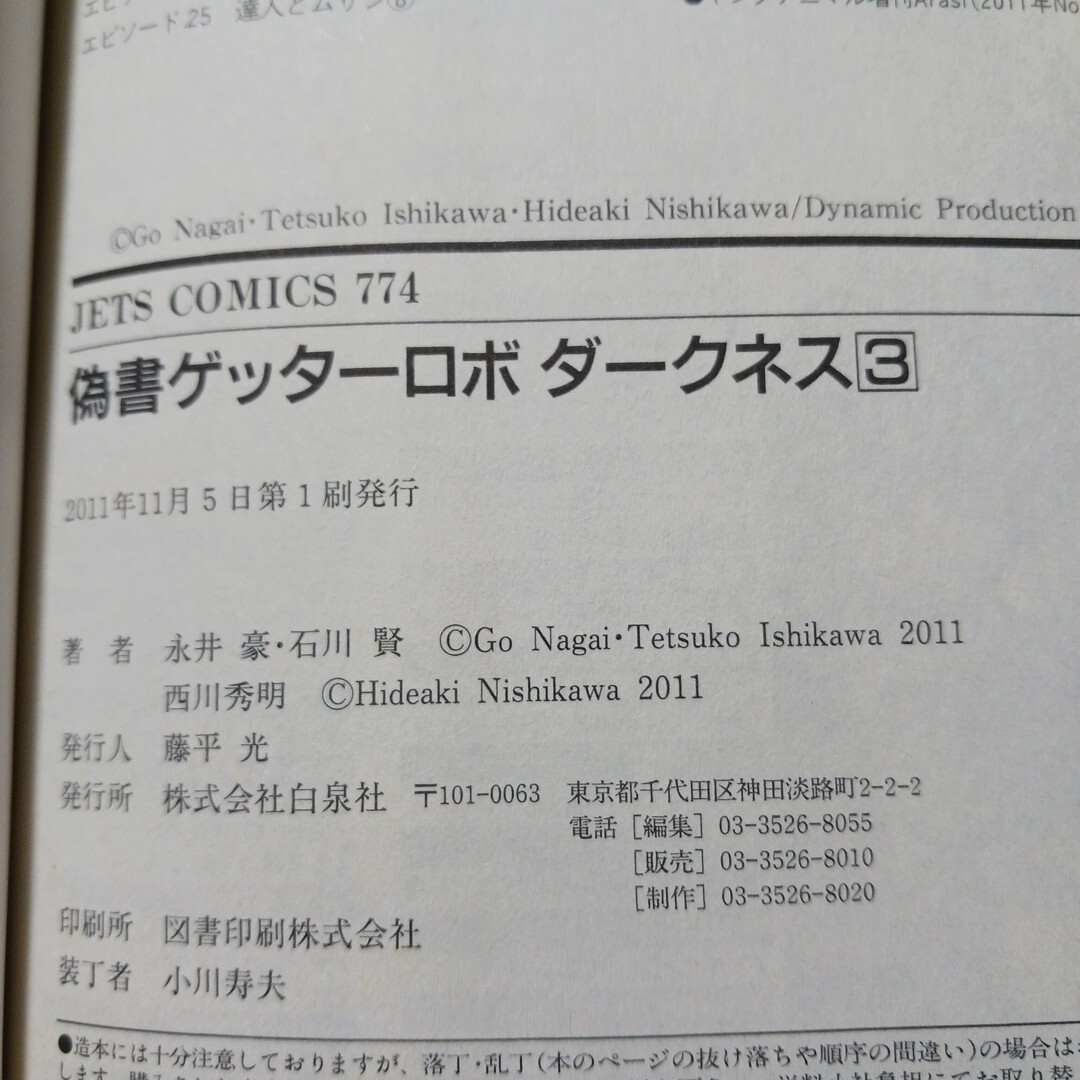 エピソード.25 達人とムサシ⑧
©Go Nagai・Tetsuko Ishikawa・Hideaki Nishikawa/Dynamic Production
JETS COMICS 774
偽書ゲッターロボ ダークネス3
2011年11月5日第1刷発行
著者 永井 豪・石川 賢 ©Go Nagai・Tetsuko Ishikawa 2011
西川秀明 ©Hideaki Nishikawa 2011
発行人 藤平 光
発行所 株式会社白泉社 〒101-0063 東京都千代田区神田淡路町2-2-2
電話[編集] 03-3526-8055
[販売] 03-3526-8010
[制作] 03-3526-8020
印刷所 図書印刷株式会社
装丁者 小川寿夫
●造本には十分注意しておりますが、落丁・乱丁(本のページの抜け落ちや順序の間違い)の場合は